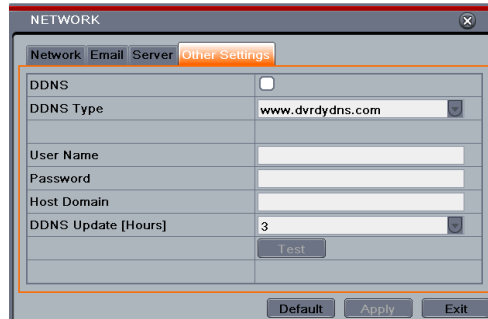 NETWORK
Network Email Server Other Settings
DDNS
DDNS Type www.dvrdydns.com
User Name
Password
Host Domain
DDNS Update [Hours] 3
Test
Default Apply Exit